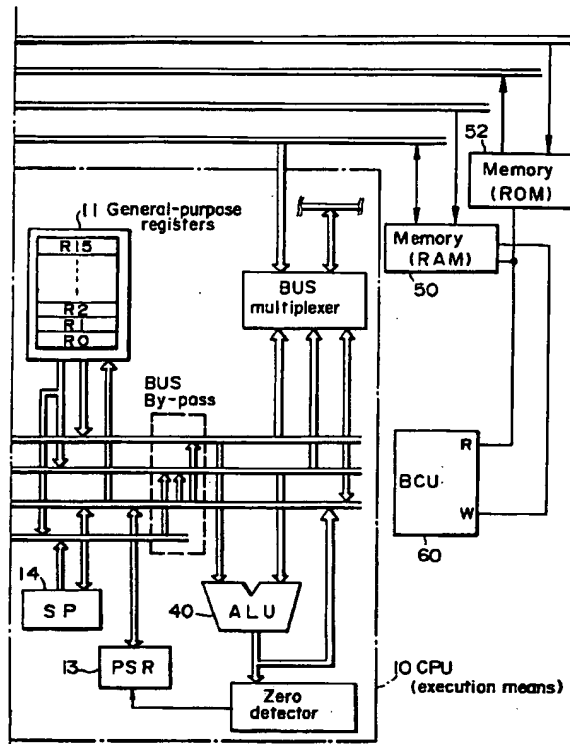 52
Memory
(ROM)
11 General-purpose
registers
R15
R2
R1
R0
Memory
(RAM)
50
BUS
multiplexer
BUS
By-pass
R
BCU
W
60
14
SP
40
ALU
13
PSR
Zero
detector
10 CPU
(execution means)